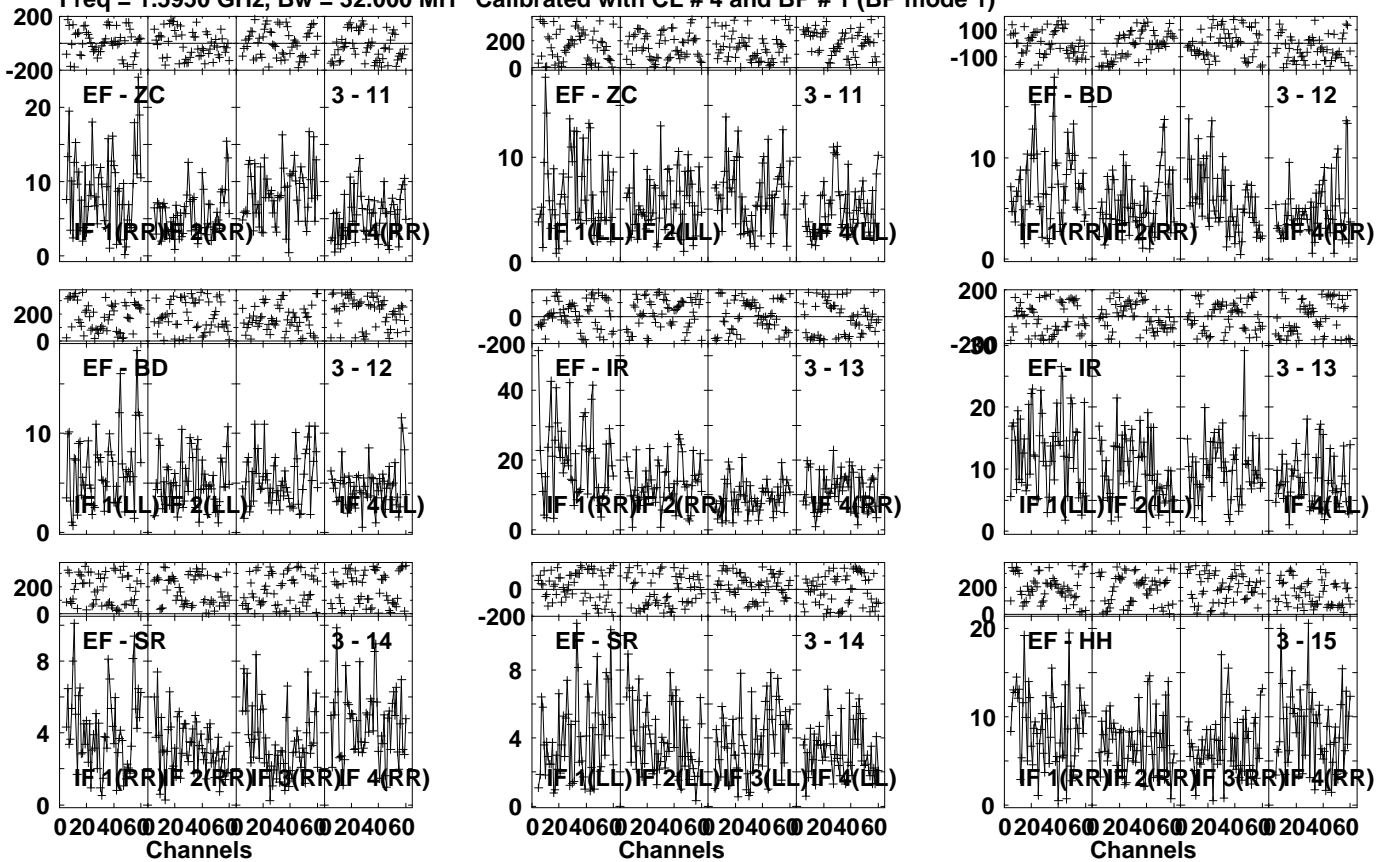 Freq = 1.5950 GHz, Bw = 32.000 MH Calibrated with CL # 4 and BP # 1 (BP mode 1)
200
-200
20
10
0
EF - ZC 3 - 11
IF 1(RR) IF 2(RR) IF 4(RR)
200
0
10
0
EF - ZC 3 - 11
IF 1(LL) IF 2(LL) IF 4(LL)
100
-100
10
0
EF - BD 3 - 12
IF 1(RR) IF 2(RR) IF 4(RR)
200
0
10
0
EF - BD 3 - 12
IF 1(LL) IF 2(LL) IF 4(LL)
0
-200
40
20
0
EF - IR 3 - 13
IF 1(RR) IF 2(RR) IF 4(RR)
200
0
-200
30
20
10
0
EF - IR 3 - 13
IF 1(LL) IF 2(LL) IF 4(LL)
200
0
8
4
0
EF - SR 3 - 14
IF 1(RR) IF 2(RR) IF 3(RR) IF 4(RR)
0 20 40 60 0 20 40 60 0 20 40 60 0 20 40 60
Channels
0
-200
8
4
0
EF - SR 3 - 14
IF 1(LL) IF 2(LL) IF 3(LL) IF 4(LL)
0 20 40 60 0 20 40 60 0 20 40 60 0 20 40 60
Channels
200
0
20
10
0
EF - HH 3 - 15
IF 1(RR) IF 2(RR) IF 3(RR) IF 4(RR)
0 20 40 60 0 20 40 60 0 20 40 60 0 20 40 60
Channels